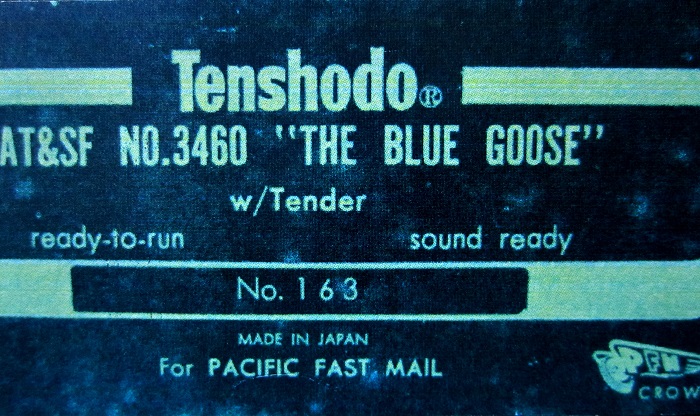 Tenshodo®
AT&SF NO.3460 "THE BLUE GOOSE"
w/Tender
ready-to-run sound ready
No. 163
MADE IN JAPAN
For PACIFIC FAST MAIL
PFM
CROW